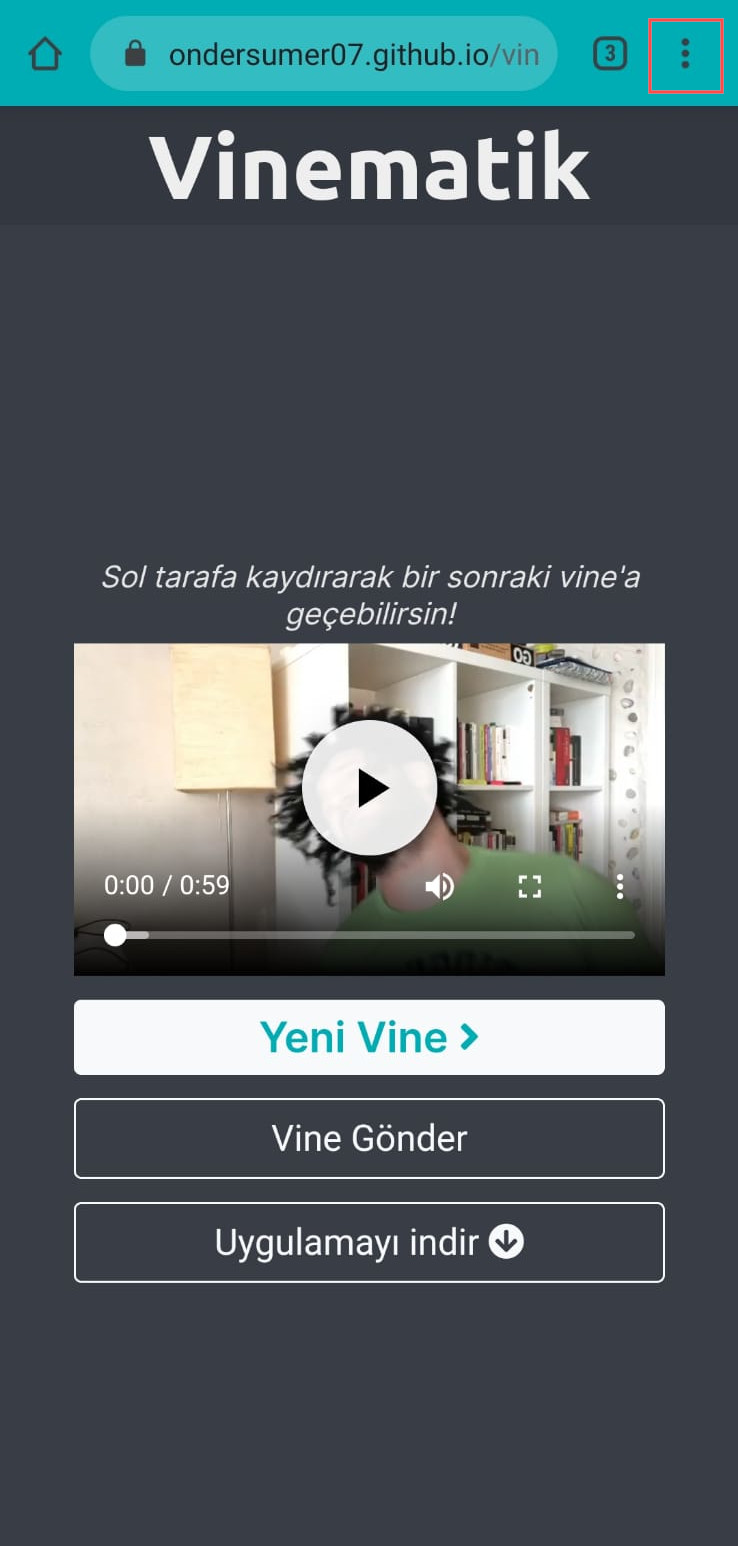 ondersumer07.github.io/vin
3
Vinematik
Sol tarafa kaydırarak bir sonraki vine'a
geçebilirsin!
GO
0:00 / 0:59
Yeni Vine
Vine Gönder
Uygulamayı indir